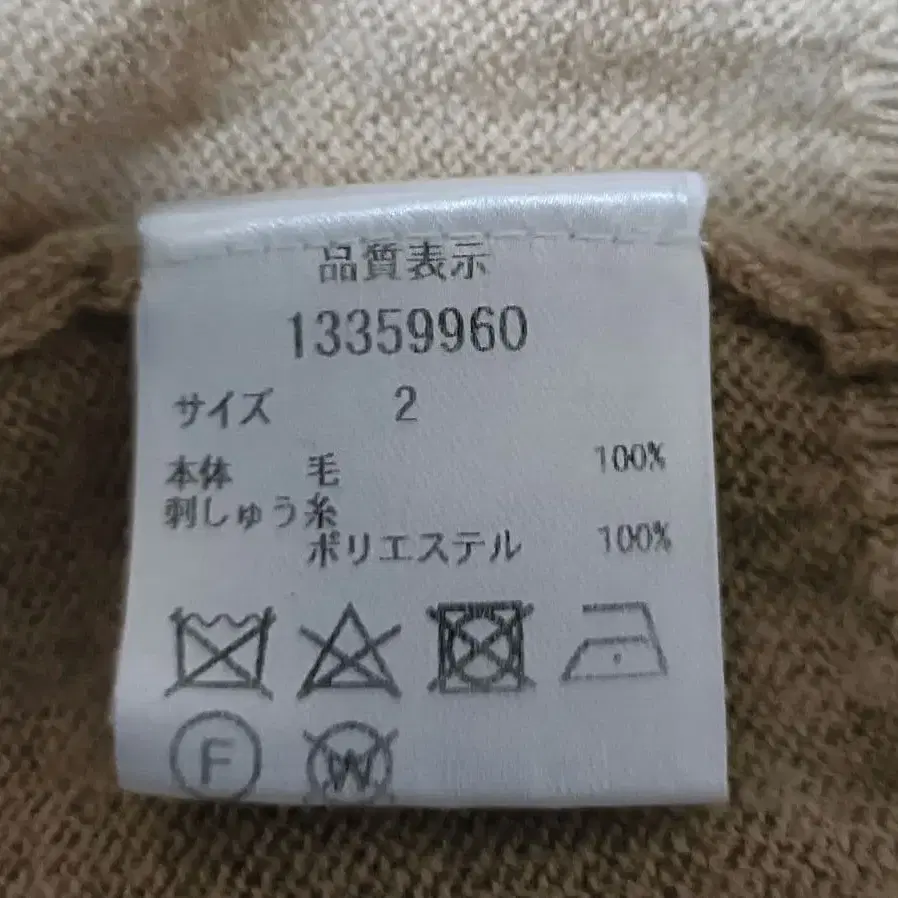 品質表示
13359960
サイズ 2
本体 毛 100%
刺しゅう糸
ポリエステル 100%
F W